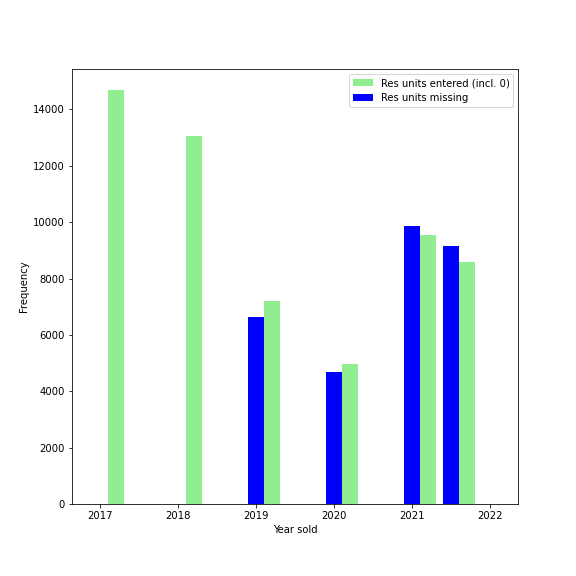 Res units entered (incl. 0)
Res units missing
14000
12000
10000
8000
6000
4000
2000
0
Frequency
2017 2018 2019 2020 2021 2022
Year sold